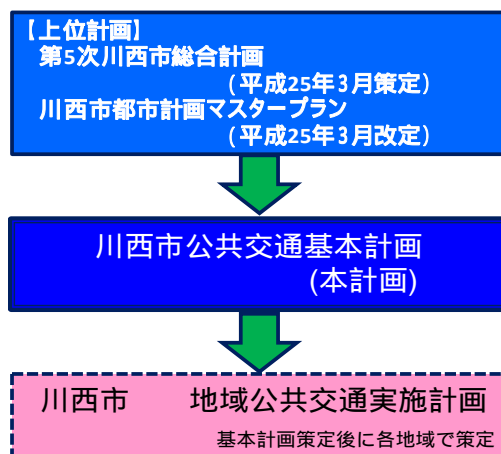 【上位計画】
第5次川西市総合計画
(平成25年3月策定)
川西市都市計画マスタープラン
(平成25年3月改定)
川西市公共交通基本計画
(本計画)
川西市　　地域公共交通実施計画
基本計画策定後に各地域で策定